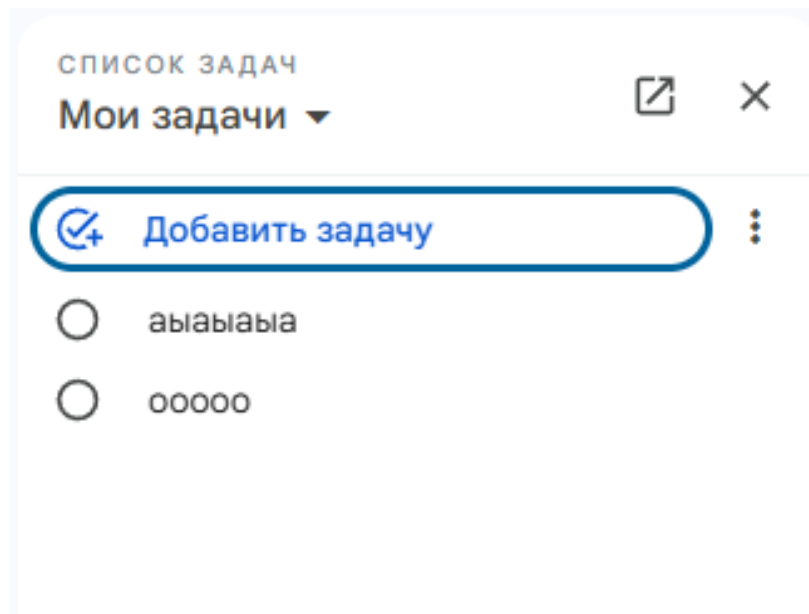 СПИСОК ЗАДАЧ
Мои задачи
Добавить задачу
аыаыаыа
ооооо